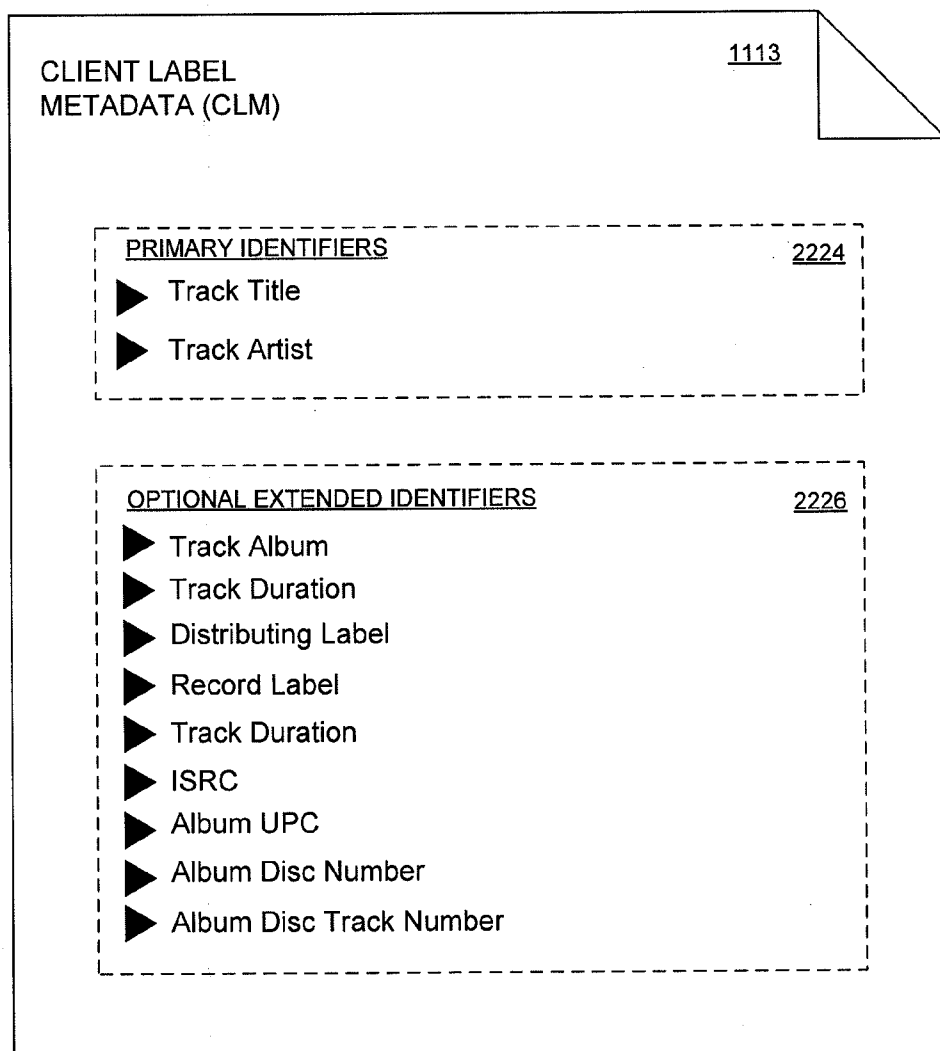 CLIENT LABEL
METADATA (CLM)
1113
PRIMARY IDENTIFIERS
2224
Track Title
Track Artist
OPTIONAL EXTENDED IDENTIFIERS
2226
Track Album
Track Duration
Distributing Label
Record Label
Track Duration
ISRC
Album UPC
Album Disc Number
Album Disc Track Number